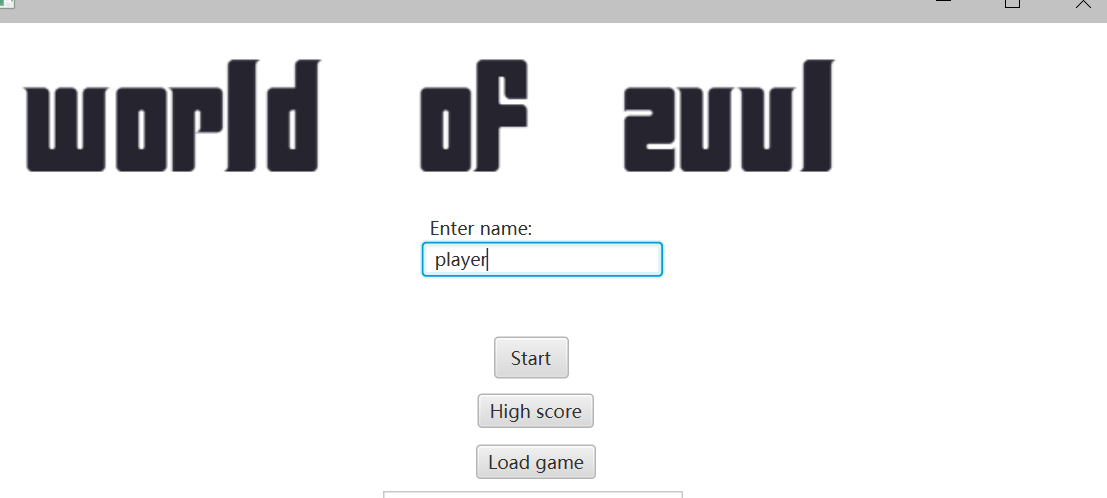 world of zuul
Enter name:
player
Start
High score
Load game